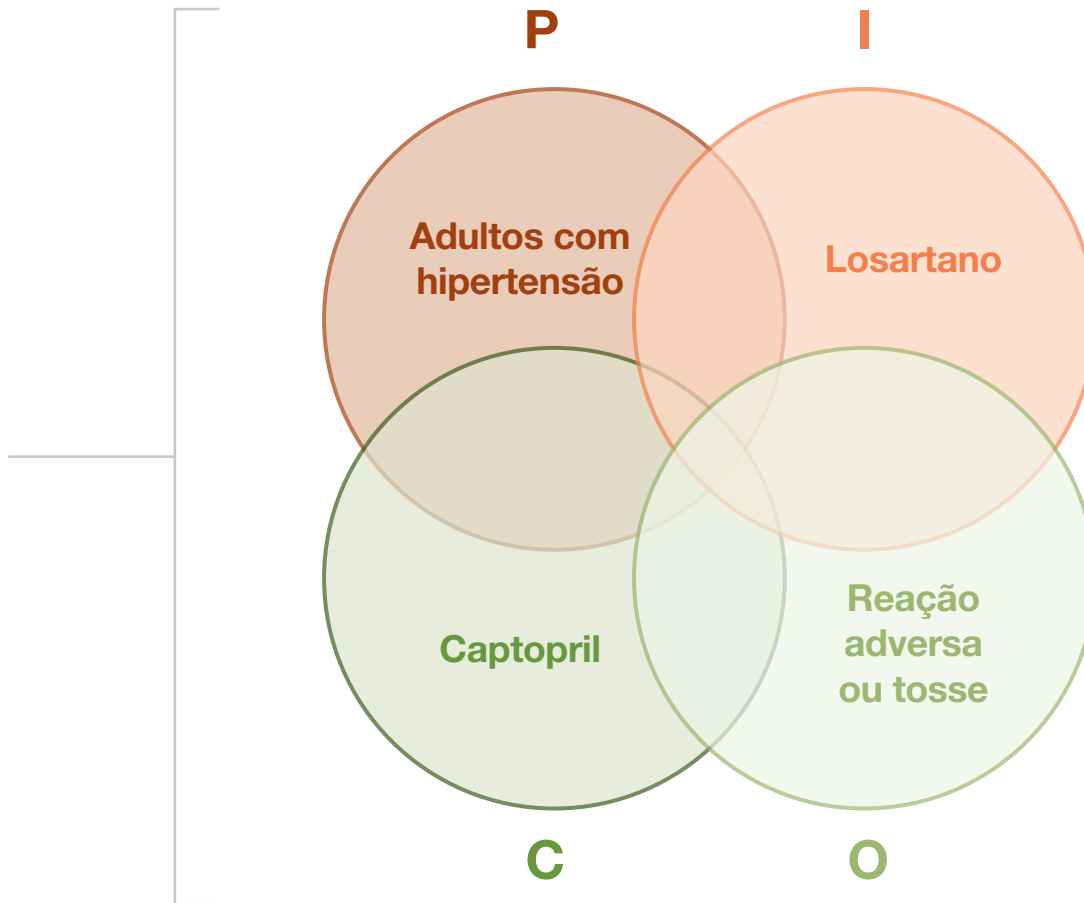 P
I
Adultos com
hipertensão
Losartano
Captopril
Reação
adversa
ou tosse
C
O